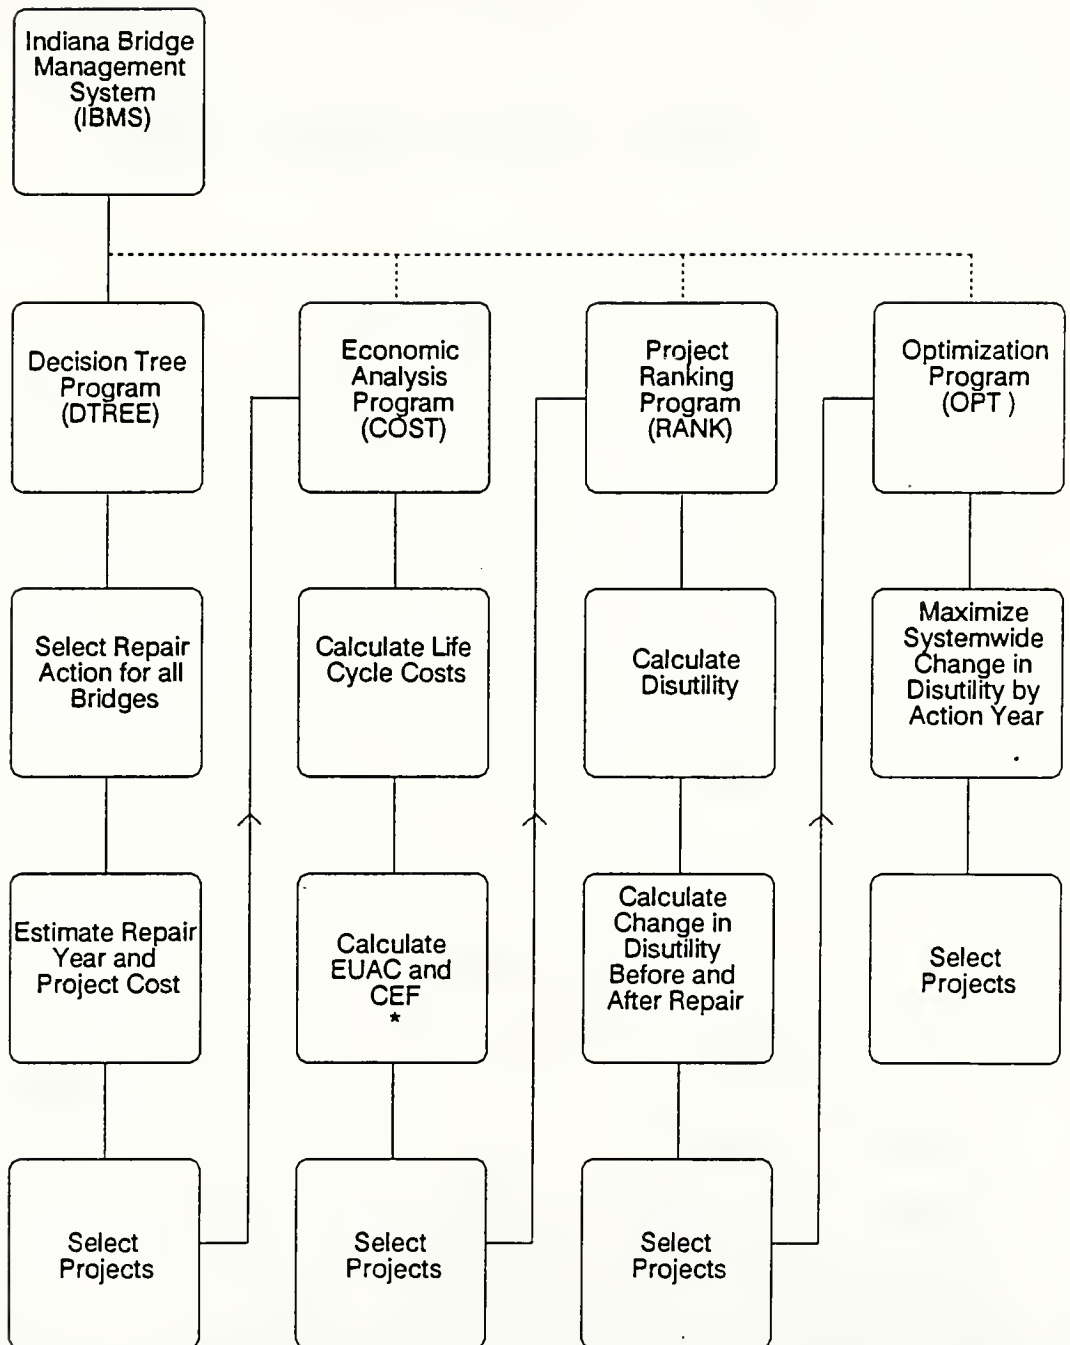 Indiana Bridge
Management
System
(IBMS)
Decision Tree
Program
(DTREE)
Select Repair
Action for all
Bridges
Estimate Repair
Year and
Project Cost
Select
Projects
Economic
Analysis
Program
(COST)
Calculate Life
Cycle Costs
Calculate
EUAC and
CEF
*
Select
Projects
Project
Ranking
Program
(RANK)
Calculate
Disutility
Calculate
Change in
Disutility
Before and
After Repair
Select
Projects
Optimization
Program
(OPT )
Maximize
Systemwide
Change in
Disutility by
Action Year
Select
Projects